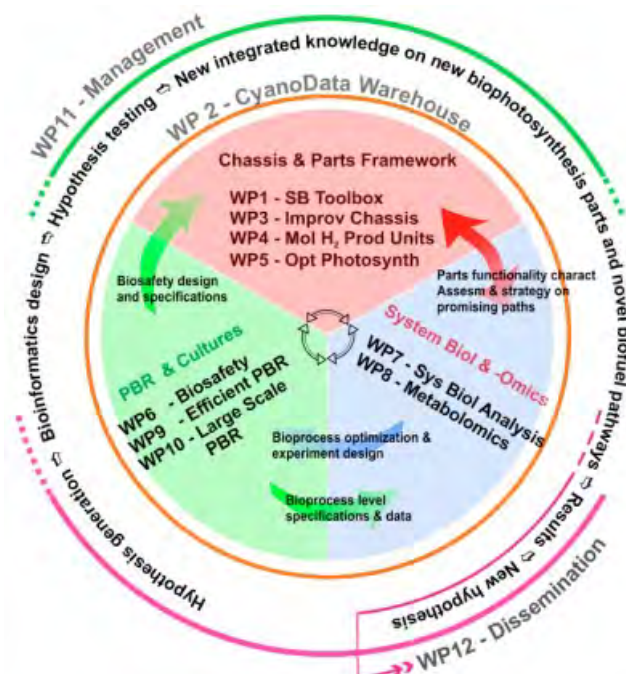 WP11 - Management
Hypothesis generation ⇨ Bioinformatics design ⇨ Hypothesis testing ⇨ New integrated knowledge on new biophotosynthesis parts and novel biofuel pathways ⇨ Results ⇨ New hypothesis
WP 2 - CyanoData Warehouse
Chassis & Parts Framework
WP1 - SB Toolbox
WP3 - Improv Chassis
WP4 - Mol H₂ Prod Units
WP5 - Opt Photosynth
Biosafety design
and specifications
Parts functionality charact
Assesm & strategy on
promising paths
PBR & Cultures
WP6 - Biosafety
WP9 - Efficient PBR
WP10 - Large Scale
PBR
System Biol & -Omics
WP7 - Sys Biol Analysis
WP8 - Metabolomics
Bioprocess optimization &
experiment design
Bioprocess level
specifications & data
WP12 - Dissemination